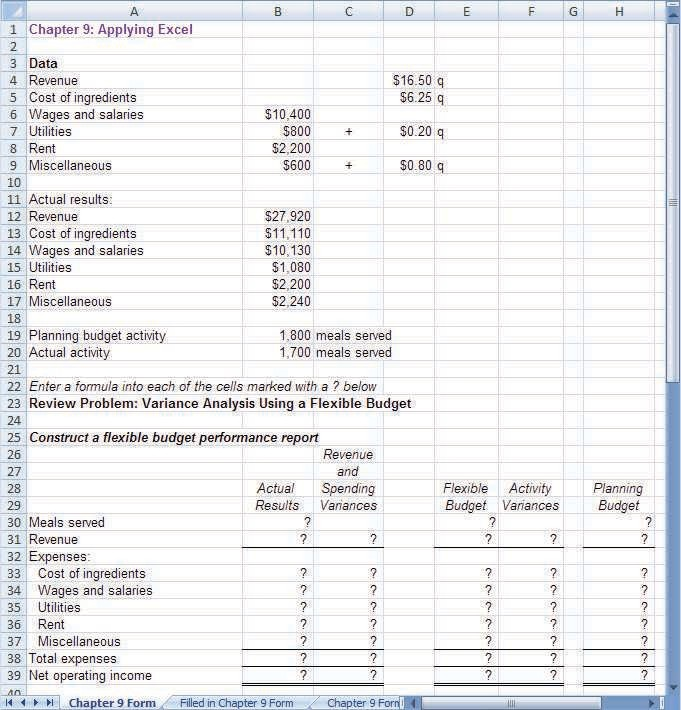 A B C D E F G H
1 Chapter 9: Applying Excel
2
3 Data
4 Revenue $16.50 q
5 Cost of ingredients $6.25 q
6 Wages and salaries $10,400
7 Utilities $800 + $0.20 q
8 Rent $2,200
9 Miscellaneous $600 + $0.80 q
10
11 Actual results:
12 Revenue $27,920
13 Cost of ingredients $11,110
14 Wages and salaries $10,130
15 Utilities $1,080
16 Rent $2,200
17 Miscellaneous $2,240
18
19 Planning budget activity 1,800 meals served
20 Actual activity 1,700 meals served
21
22 Enter a formula into each of the cells marked with a ? below
23 Review Problem: Variance Analysis Using a Flexible Budget
24
25 Construct a flexible budget performance report
26 Revenue
27 and
28 Actual Spending Flexible Activity Planning
29 Results Variances Budget Variances Budget
30 Meals served ? ? ?
31 Revenue ? ? ? ? ?
32 Expenses:
33 Cost of ingredients ? ? ? ? ?
34 Wages and salaries ? ? ? ? ?
35 Utilities ? ? ? ? ?
36 Rent ? ? ? ? ?
37 Miscellaneous ? ? ? ? ?
38 Total expenses ? ? ? ? ?
39 Net operating income ? ? ? ? ?
40
Chapter 9 Form Filled in Chapter 9 Form Chapter 9 Form